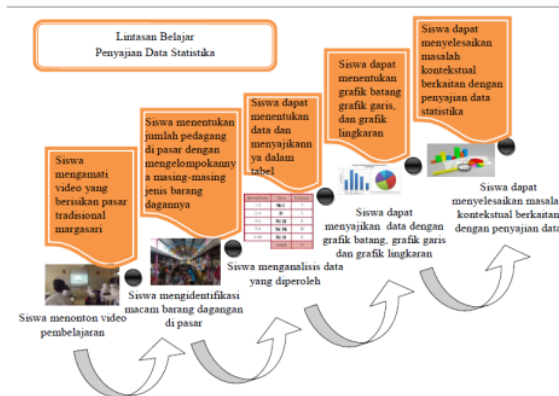 Lintasan Belajar
Penyajian Data Statistika
Siswa
mengamati video yang
berisikan pasar
tradisional
margasari
Siswa menonton video
pembelajaran
Siswa menentukan
jumlah pedagang
di pasar dengan
mengelompokanny
a masing-masing
jenis barang
dagannya
Siswa mengidentifikasi
macam barang dagangan
di pasar
Siswa dapat
menentukan
data dan
menyajikann
ya dalam
tabel
Siswa menganalisis data
yang diperoleh
Siswa dapat
menentukan
grafik batang
grafik garis,
dan grafik
lingkaran
Siswa dapat
menyajikan data dengan
grafik batang, grafik garis
dan grafik lingkaran
Siswa dapat
menyelesaikan
masalah
kontekstual
berkaitan dengan
penyajian data
statistika
Siswa dapat
menyelesaikan masala
kontekstual berkaitan
dengan penyajian data